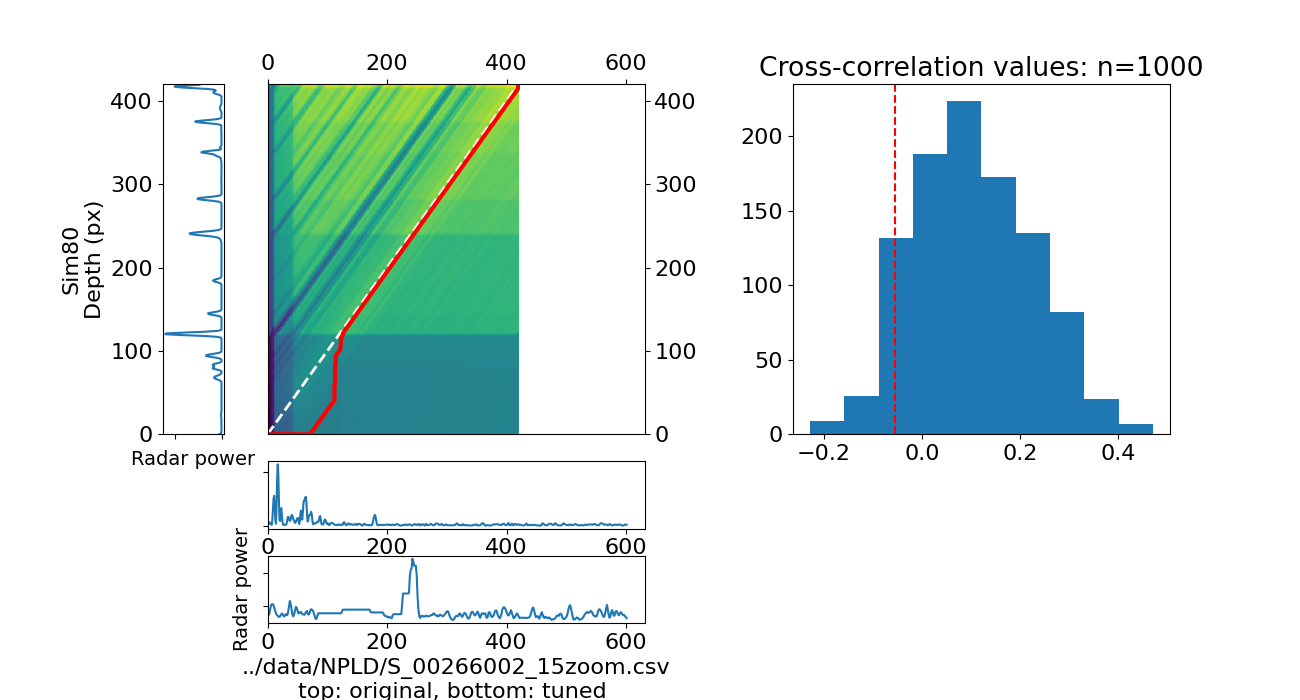 0 200 400 600
Cross-correlation values: n=1000
400 300 200 100 0
Sim80
Depth (px)
Radar power
400 300 200 100 0
200 150 100 50 0
−0.2 0.0 0.2 0.4
0 200 400 600
Radar power
0 200 400 600
../data/NPLD/S_00266002_15zoom.csv
top: original, bottom: tuned